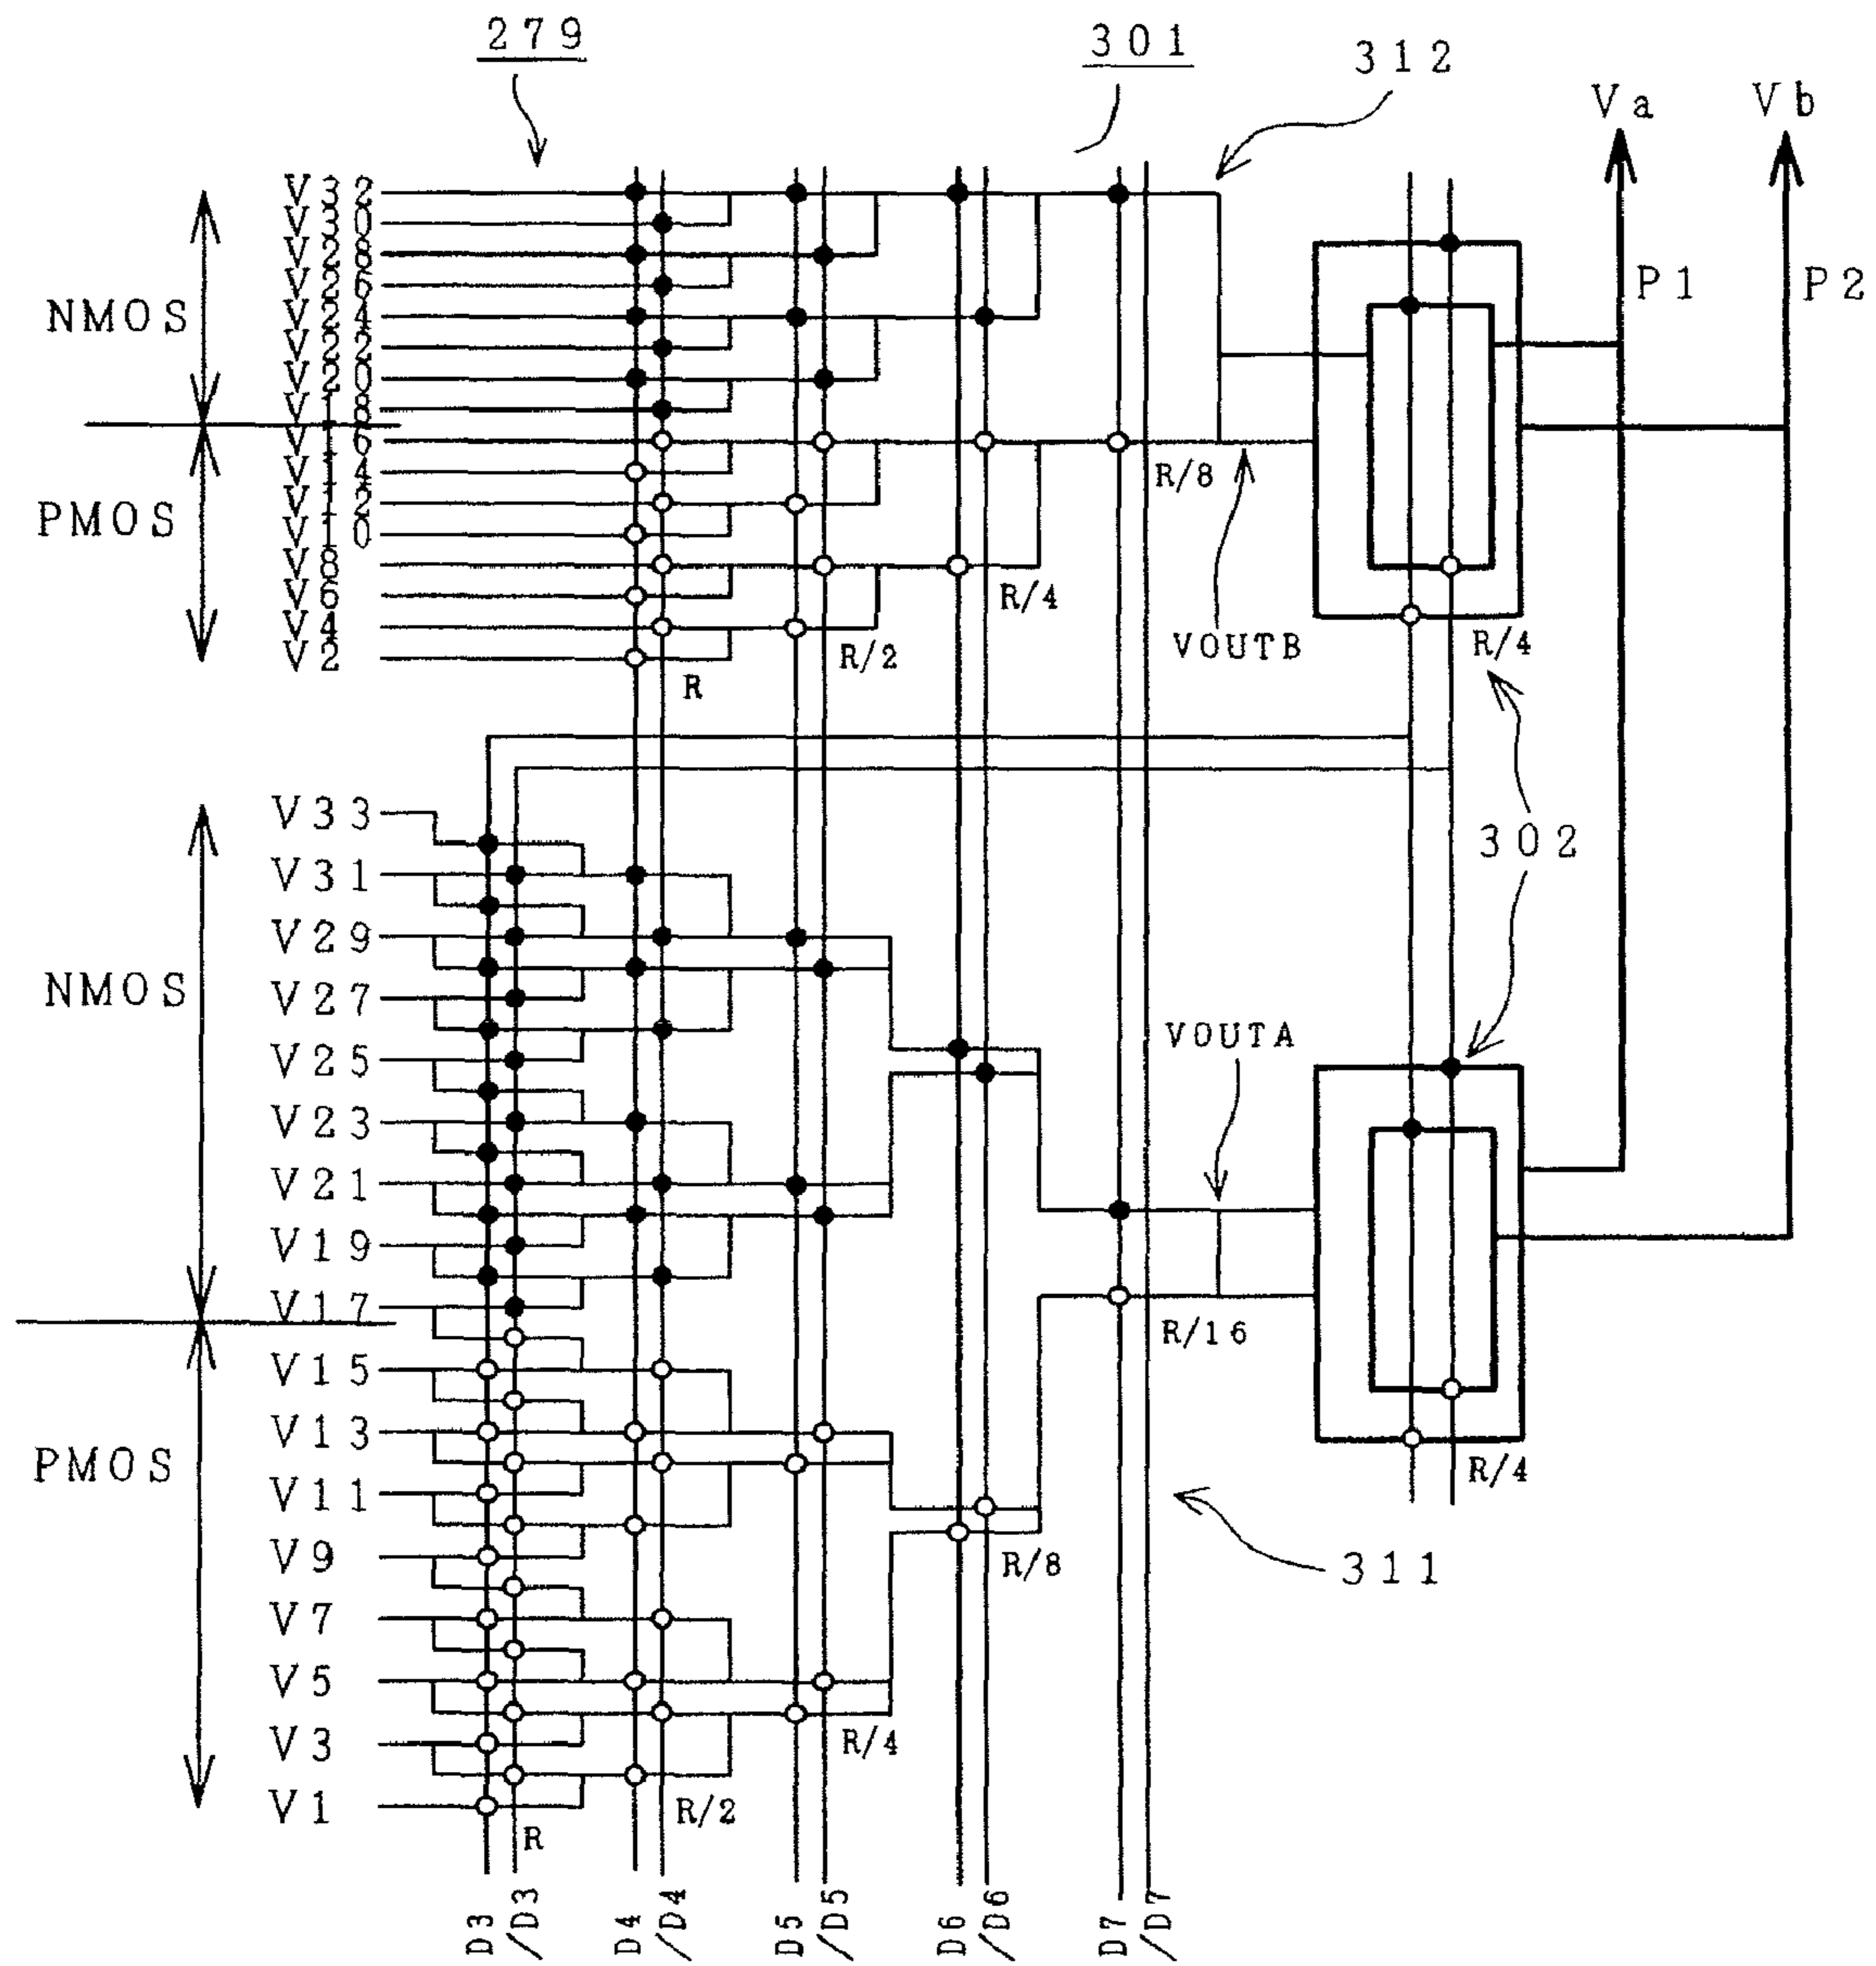 279
301
312
Va
Vb
V32
V30
V28
V26
V24
V22
V20
V18
V16
V14
V12
V10
V8
V6
V4
V2
NMOS
PMOS
P1
P2
R/8
R/4
R/2
R
VOUTB
R/4
302
V33
V31
V29
V27
V25
V23
V21
V19
V17
V15
V13
V11
V9
V7
V5
V3
V1
NMOS
PMOS
VOUTA
R/16
R/4
R/8
311
R/4
R/2
R
D3
/D3
D4
/D4
D5
/D5
D6
/D6
D7
/D7